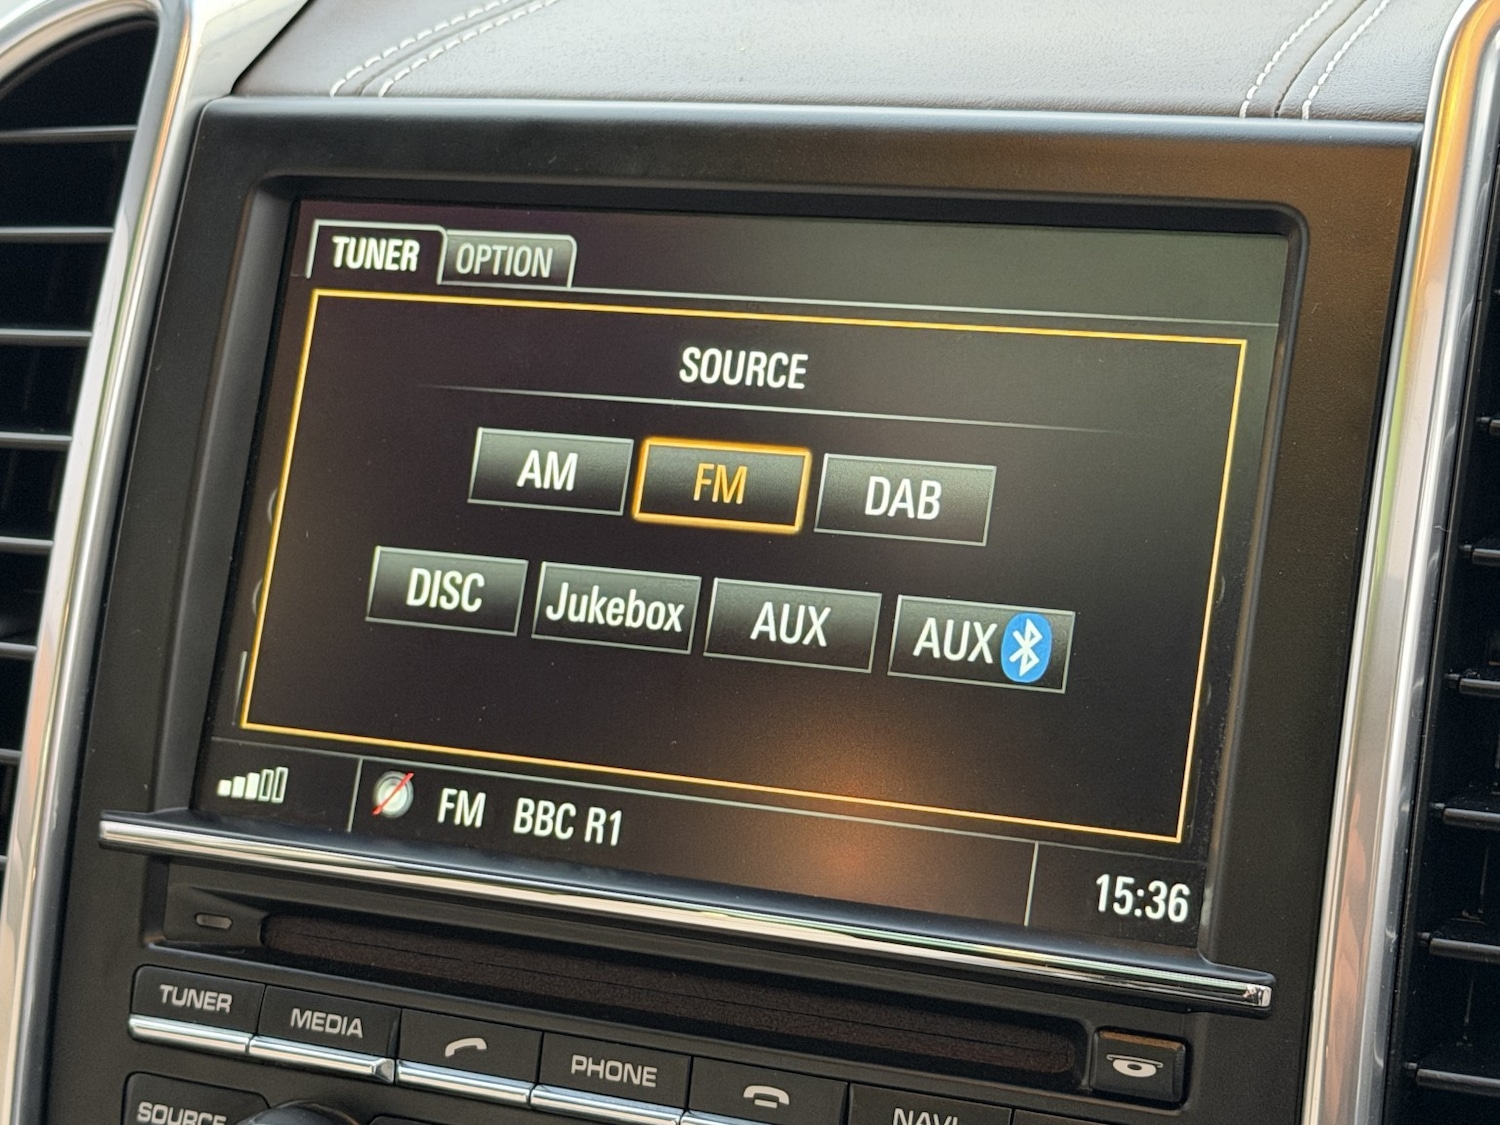 TUNER OPTION
SOURCE
AM FM DAB
DISC Jukebox AUX AUX
FM BBC R1
15:36
TUNER MEDIA PHONE NAVI
SOURCE